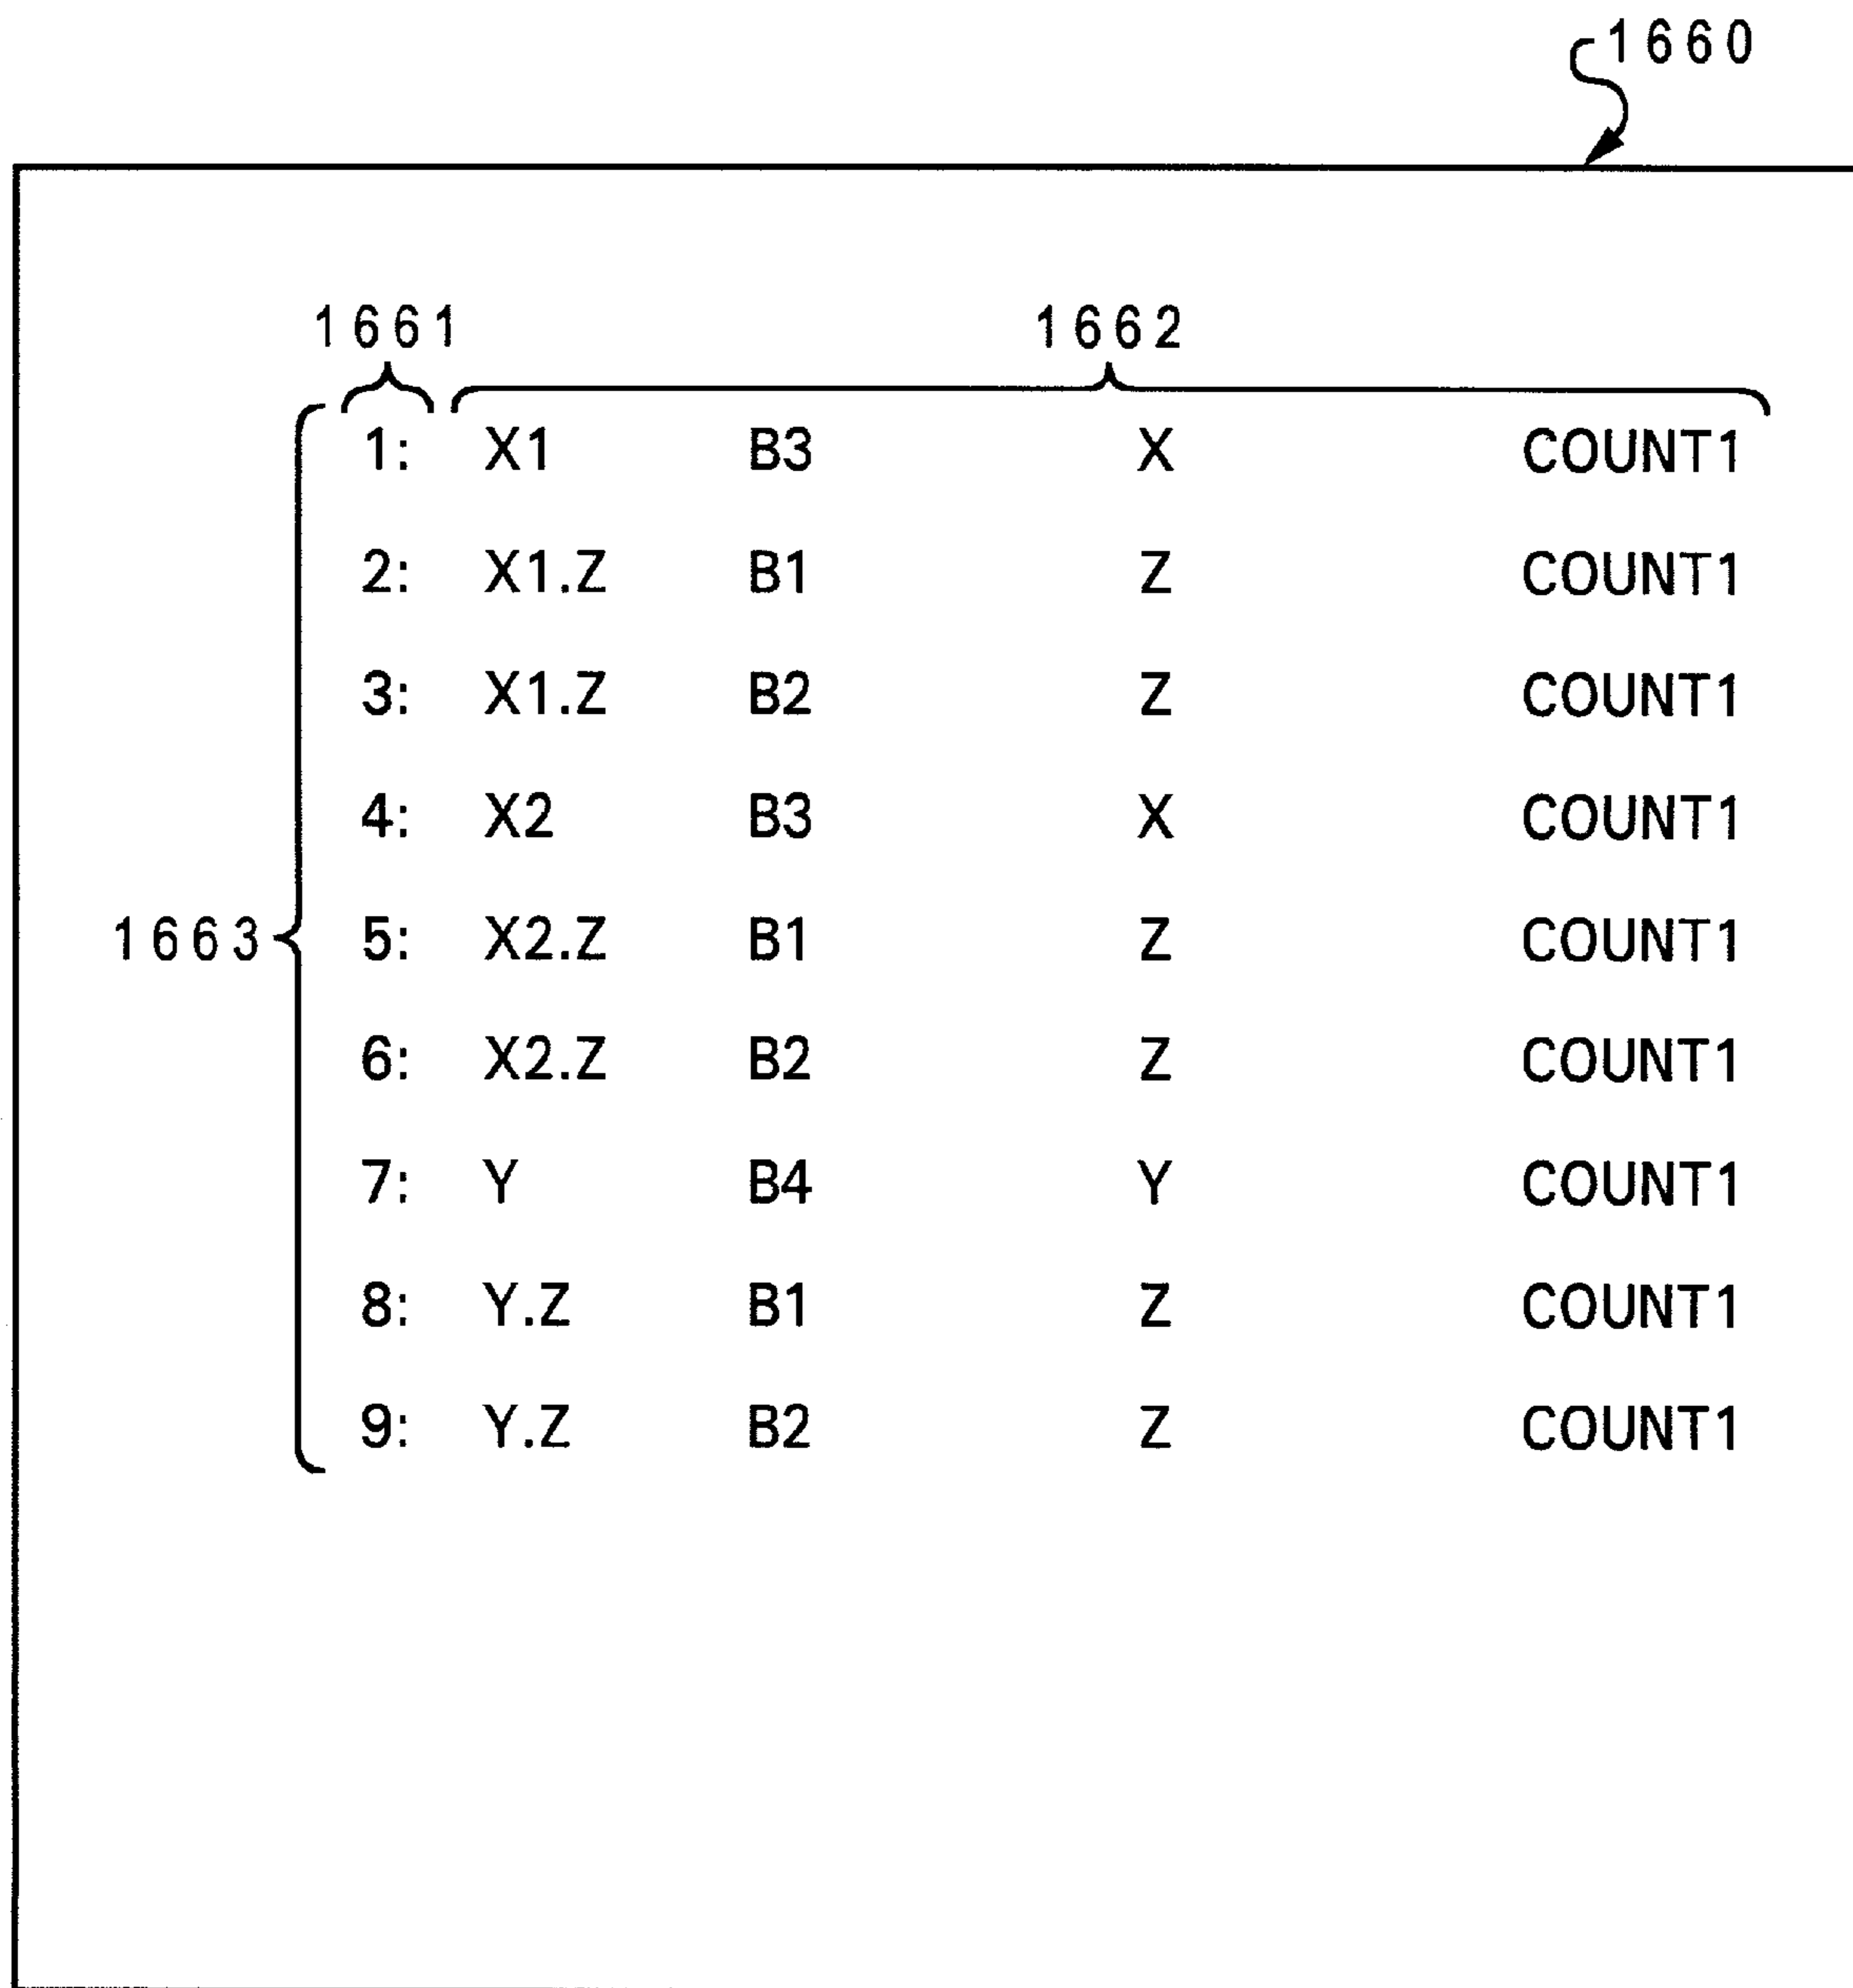 1660
1661 1662
1: X1 B3 X COUNT1
2: X1.Z B1 Z COUNT1
3: X1.Z B2 Z COUNT1
4: X2 B3 X COUNT1
1663 5: X2.Z B1 Z COUNT1
6: X2.Z B2 Z COUNT1
7: Y B4 Y COUNT1
8: Y.Z B1 Z COUNT1
9: Y.Z B2 Z COUNT1